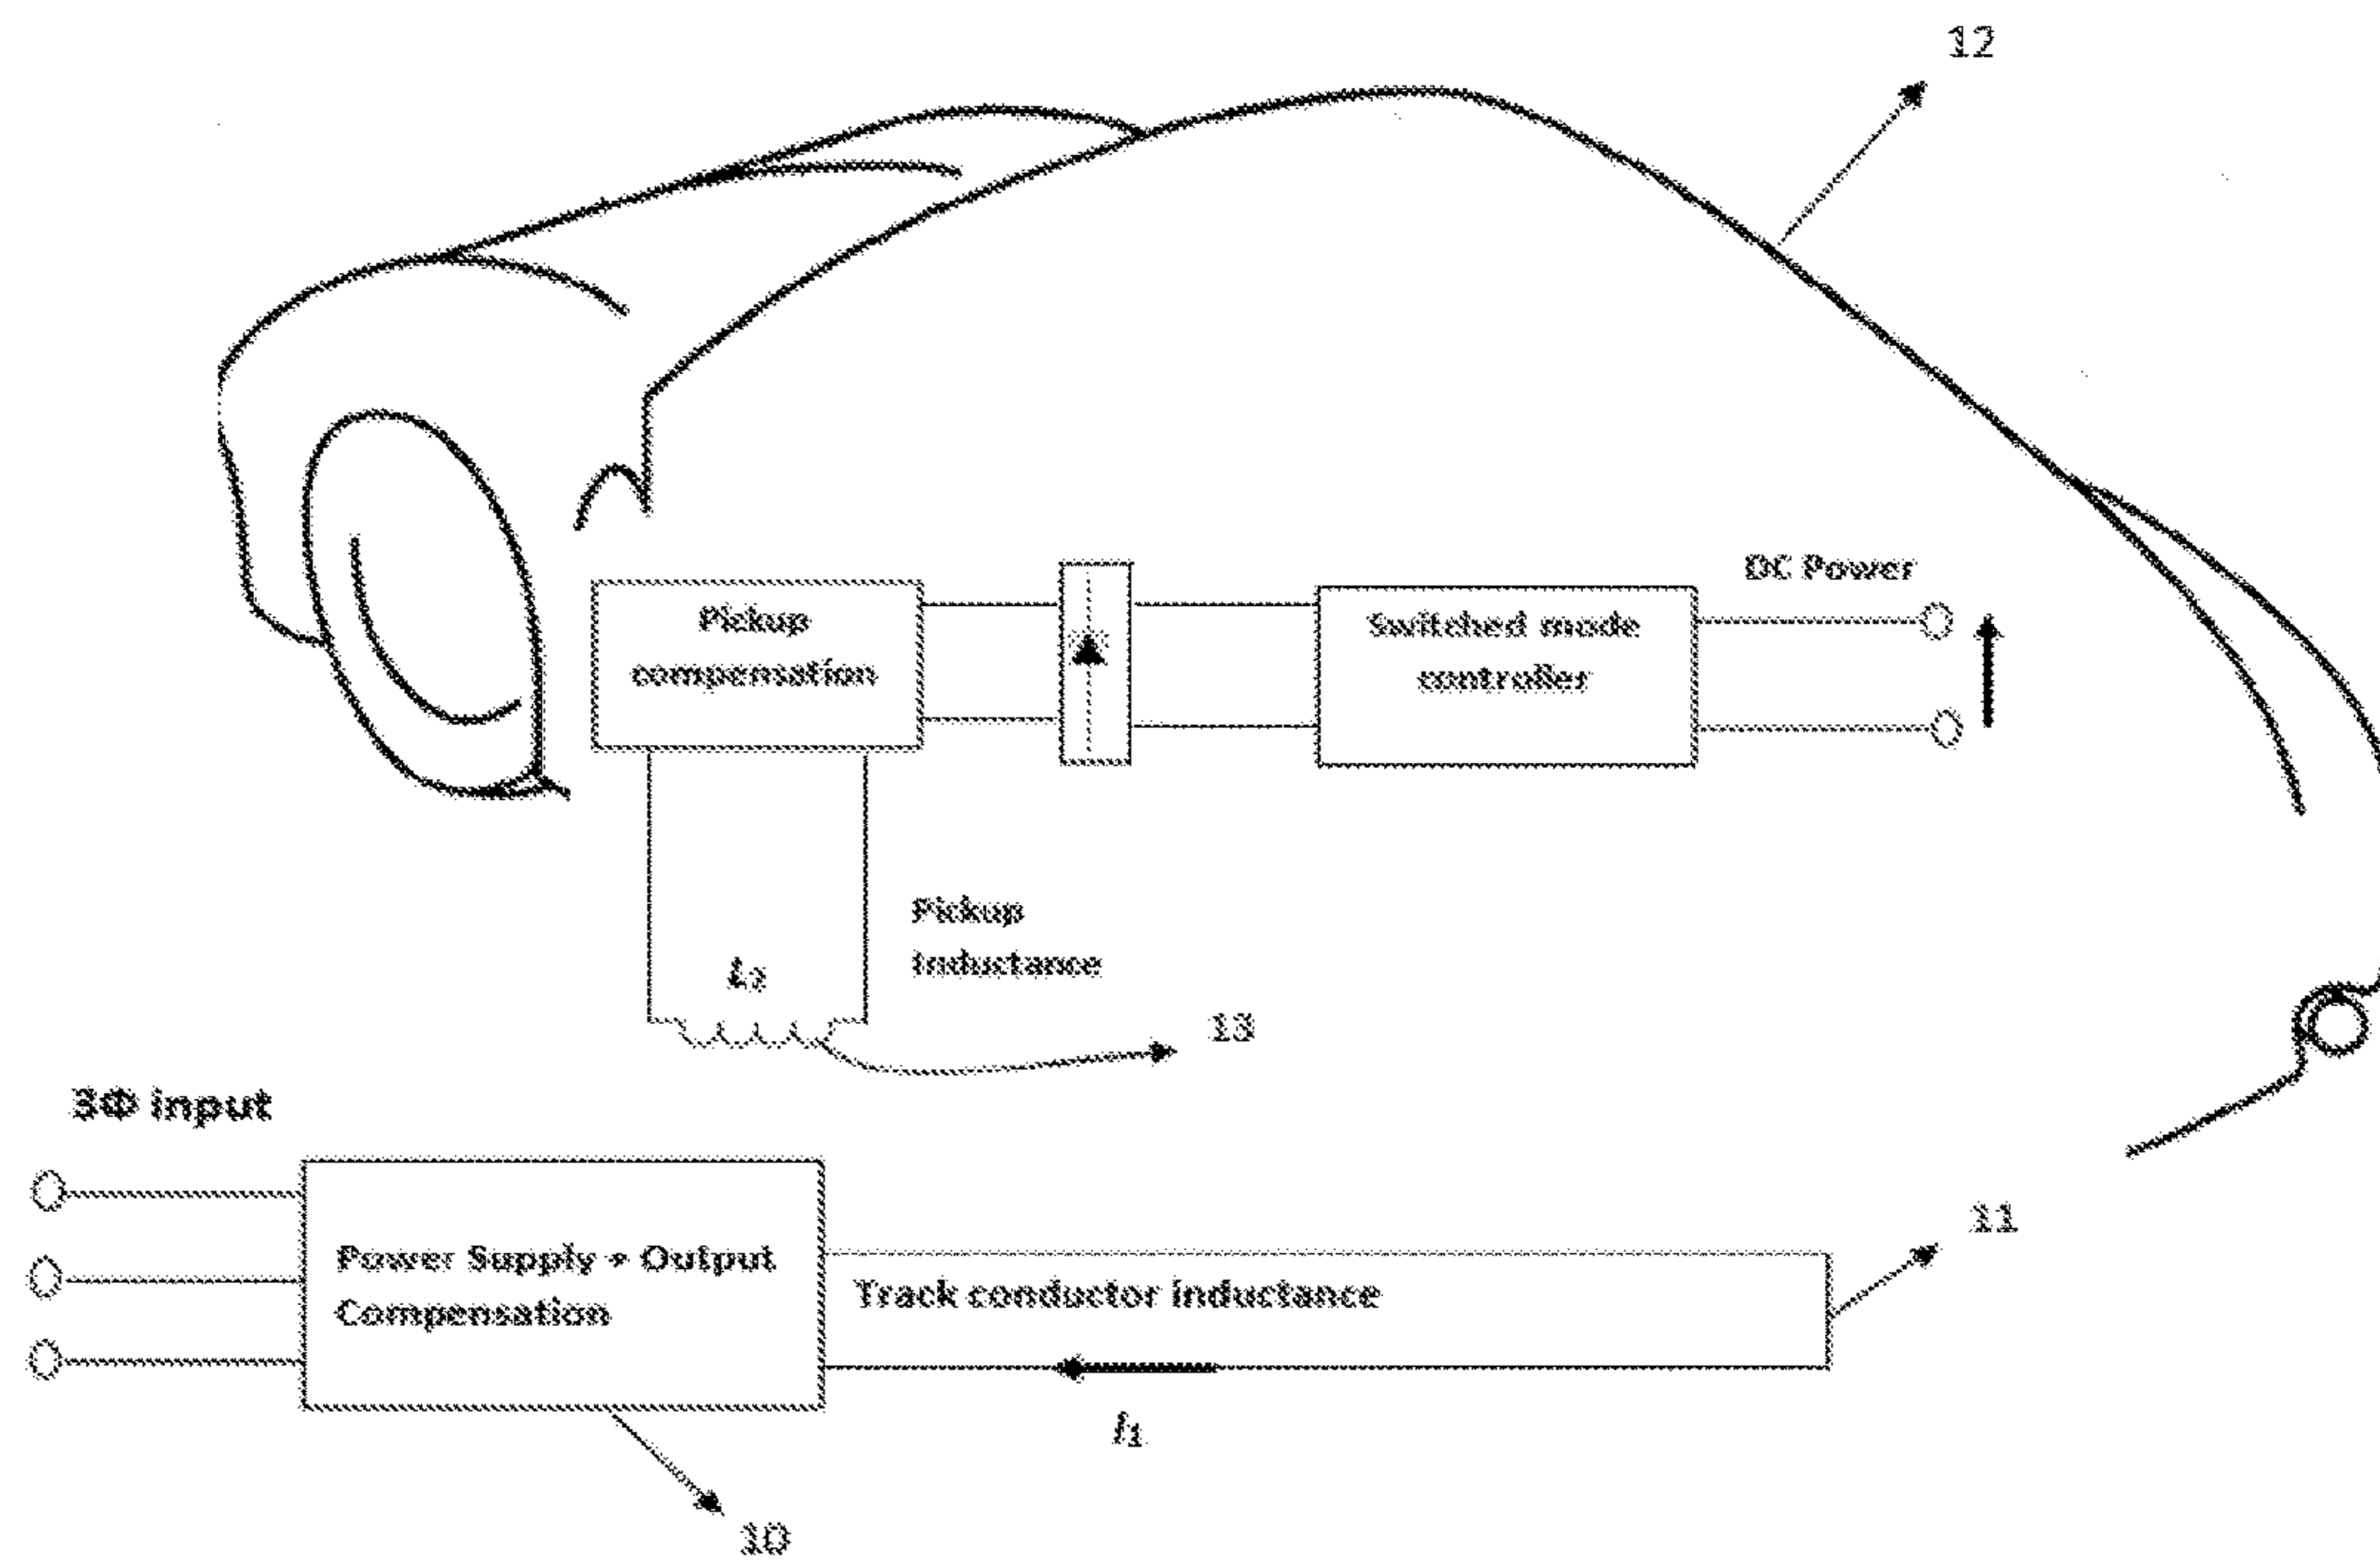 12
DC Power
Pickup
compensation
Switched mode
controller
Pickup
Inductance
L₂
13
3Φ input
11
Power Supply + Output
Compensation
Track conductor inductance
I₁
10